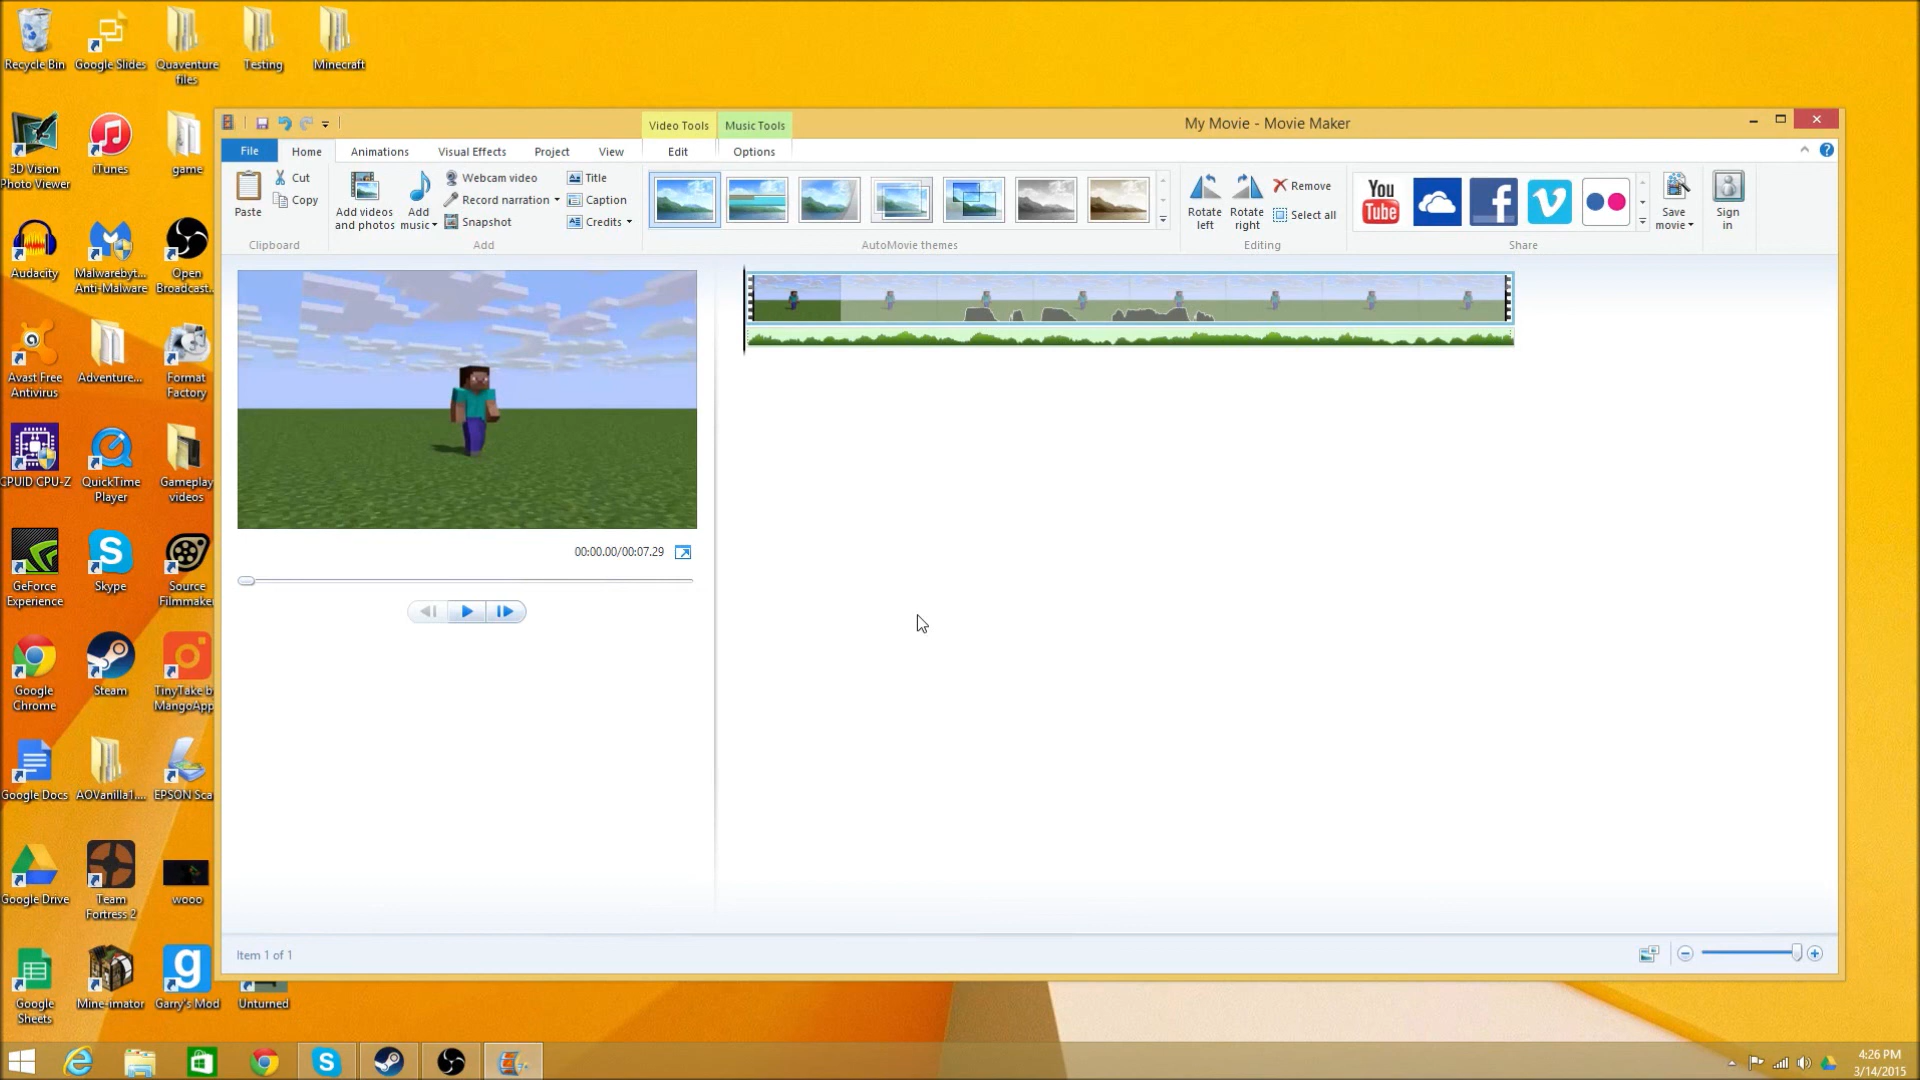 Recycle Bin
Google Slides
Quaventure files
Testing
Minecraft
3D Vision Photo Viewer
iTunes
game
Audacity
Malwarebyt... Anti-Malware
Open Broadcast...
Avast Free Antivirus
Adventure...
Format Factory
CPUID CPU-Z
QuickTime Player
Gameplay videos
GeForce Experience
Skype
Source Filmmaker
Google Chrome
Steam
TinyTake b MangoApp
Google Docs
AOVanilla1....
EPSON Sca
Google Drive
Team Fortress 2
wooo
Google Sheets
Mine-imator
Garry's Mod
Unturned
Video Tools
Music Tools
My Movie - Movie Maker
File
Home
Animations
Visual Effects
Project
View
Edit
Options
Paste
Cut
Copy
Clipboard
Add videos and photos
Add music
Webcam video
Record narration
Snapshot
Title
Caption
Credits
Add
AutoMovie themes
Rotate left
Rotate right
Remove
Select all
Editing
You Tube
Share
Save movie
Sign in
00:00.00/00:07.29
Item 1 of 1
4:26 PM
3/14/2015